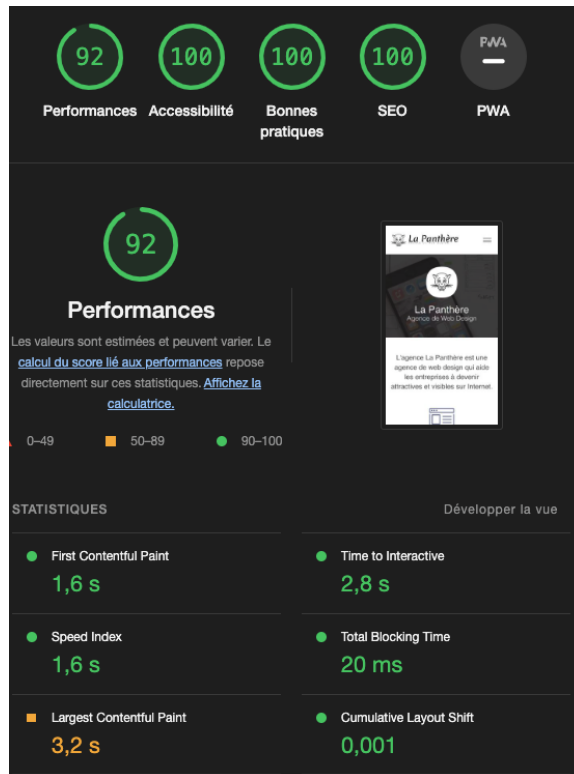 92
100
100
100
PWA
Performances
Accessibilité
Bonnes
pratiques
SEO
PWA
92
Performances
Les valeurs sont estimées et peuvent varier. Le
calcul du score lié aux performances repose
directement sur ces statistiques. Affichez la
calculatrice.
0–49
50–89
90–100
La Panthère
La Panthère
Agence de Web Design
L'agence La Panthère est une
agence de web design qui aide
les entreprises à devenir
attractives et visibles sur Internet.
STATISTIQUES
Développer la vue
First Contentful Paint
1,6 s
Time to Interactive
2,8 s
Speed Index
1,6 s
Total Blocking Time
20 ms
Largest Contentful Paint
3,2 s
Cumulative Layout Shift
0,001